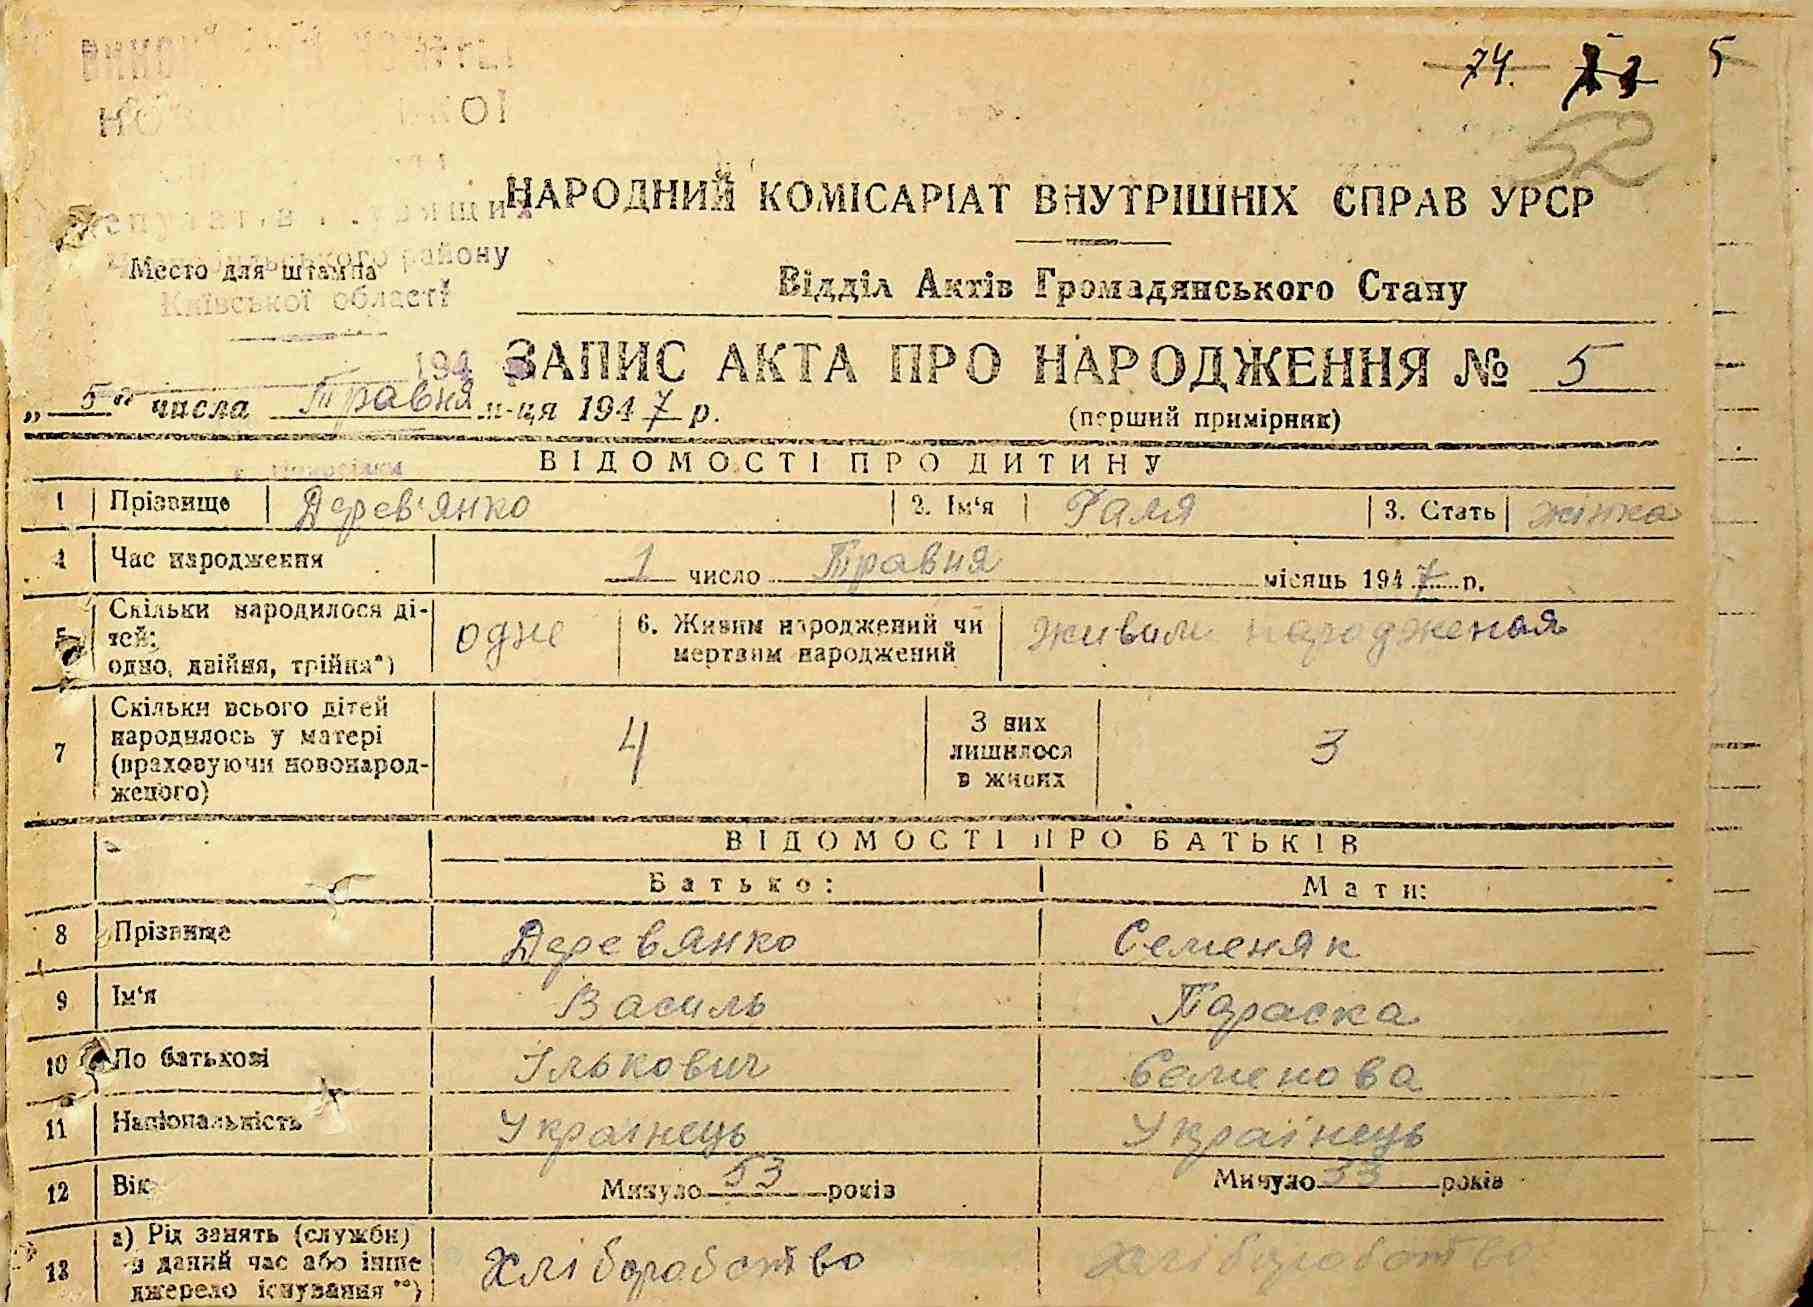 74. 5
52
НАРОДНИЙ КОМІСАРІАТ ВНУТРІШНІХ СПРАВ УРСР
району
Место для штампа
Київської області
Відділ Актів Громадянського Стану
194
ЗАПИС АКТА ПРО НАРОДЖЕННЯ № 5
„5" числа Травня м-ця 1947 р.
(перший примірник)
ВІДОМОСТІ ПРО ДИТИНУ
1 Прізвище Дерев'янко 2. Ім'я Галя 3. Стать жінка
4 Час народження 1 число Травня місяць 1947 р.
5 Скільки народилося дітей: одно, двійня, трійня*) одне 6. Живим народжений чи мертвим народжений живим народженая
7 Скільки всього дітей народилось у матері (враховуючи новонародженого) 4 З них лишилося в живих 3
ВІДОМОСТІ ПРО БАТЬКІВ
Батько: Мати:
8 Прізвище Деревянко Семеняк
9 Ім'я Василь Параска
10 По батькові Ількович Семенова
11 Національність Українець Українець
12 Вік Минуло 53 років Минуло 33 років
13 а) Рід занять (служби) в даний час або інше джерело існування **) Хліборобство Хліборобство